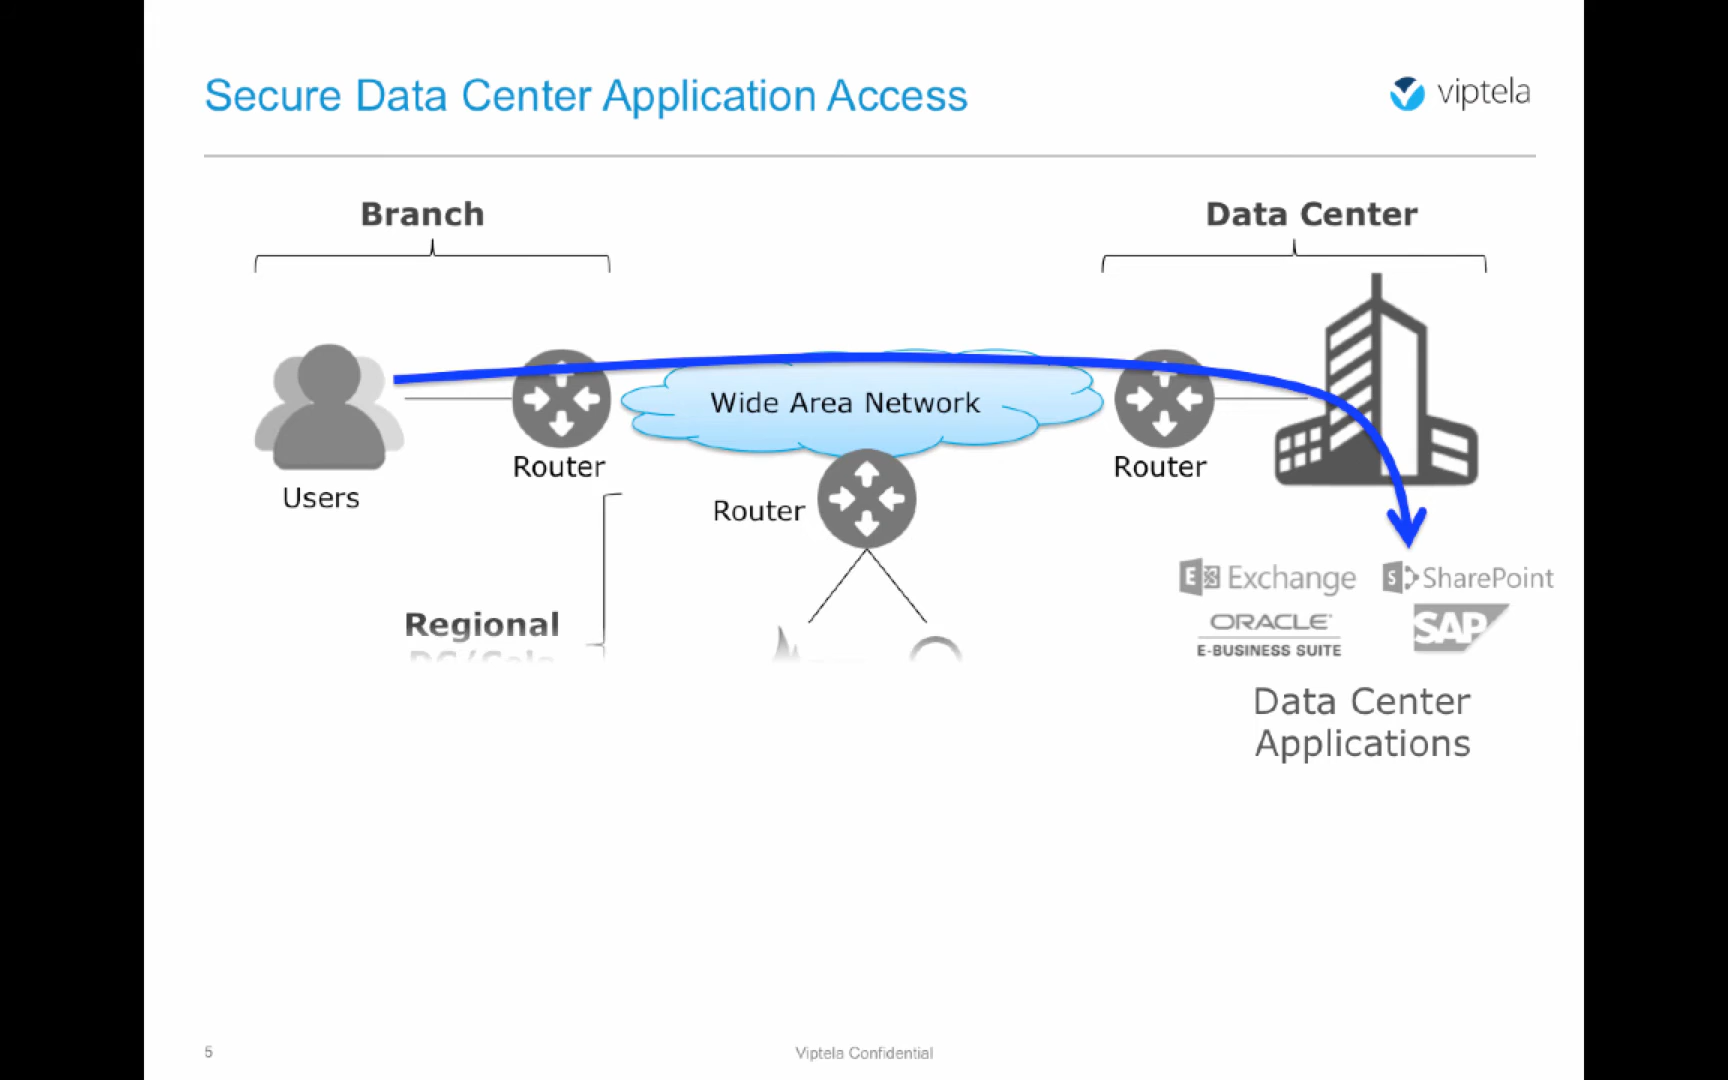 Secure Data Center Application Access
viptela
Branch
Data Center
Wide Area Network
Router
Router
Users
Router
Exchange
SharePoint
Regional
ORACLE
E-BUSINESS SUITE
SAP
Data Center
Applications
5
Viptela Confidential